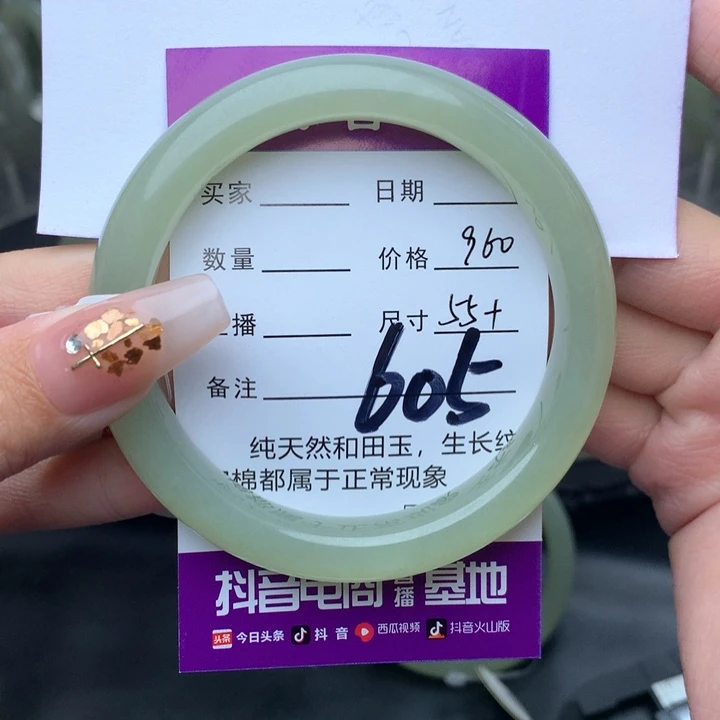 买家 日期
数量 价格 960
播 尺寸 55+
备注 605
纯天然和田玉，生长纹
棉都属于正常现象
抖音电商直播基地
头条 今日头条 抖音 西瓜视频 抖音火山版